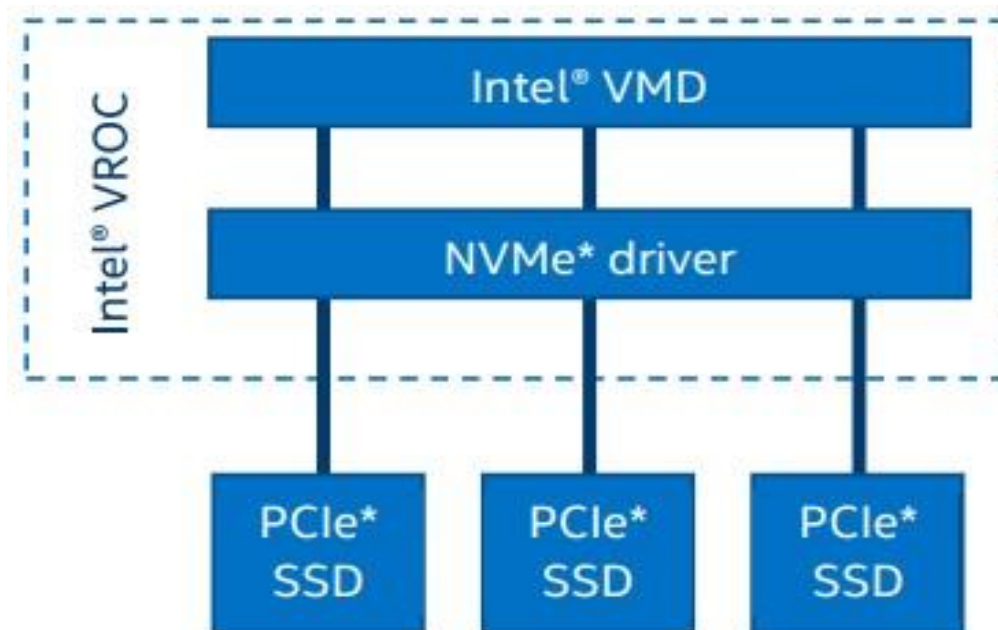 Intel® VROC
Intel® VMD
NVMe* driver
PCIe*
SSD
PCIe*
SSD
PCIe*
SSD